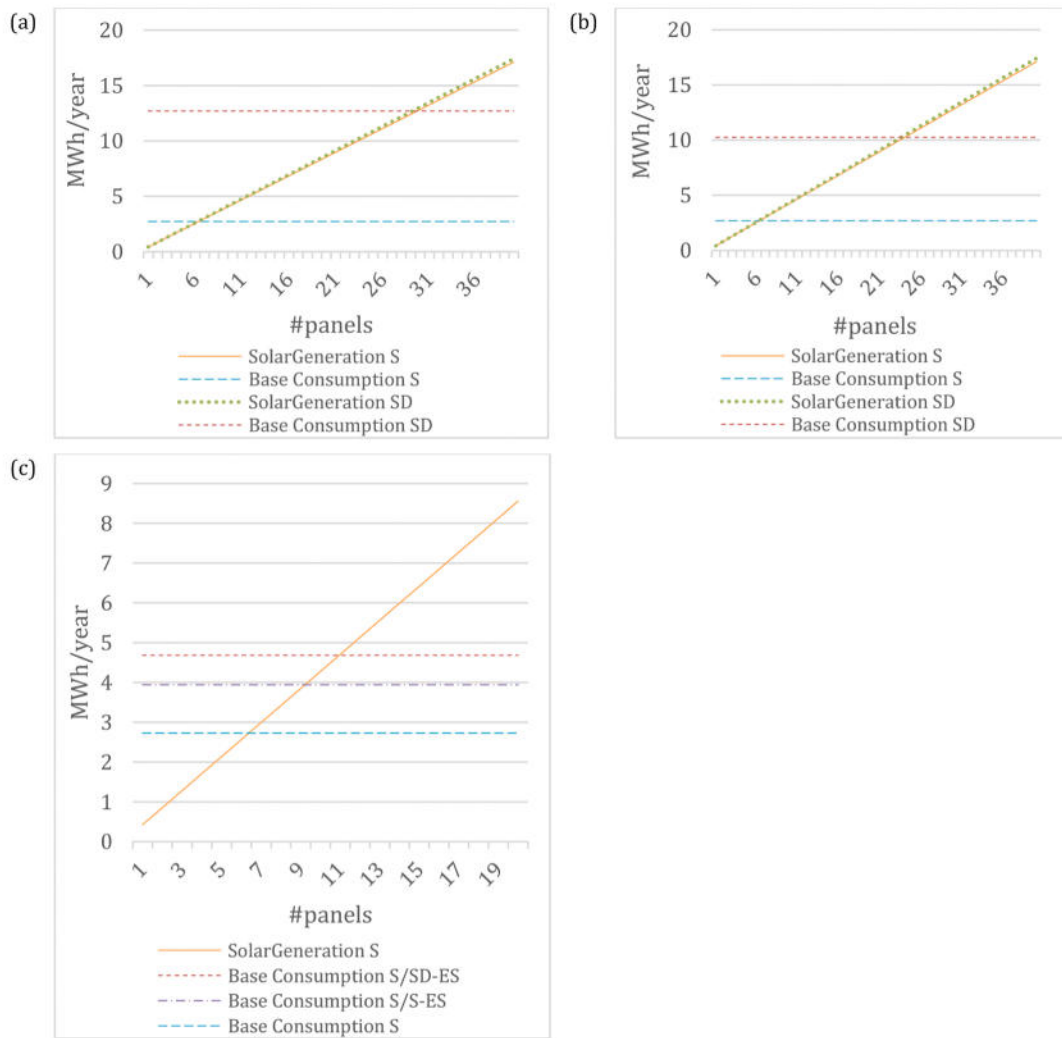 (a)
20
15
10
5
0
MWh/year
1 6 11 16 21 26 31 36
#panels
SolarGeneration S
Base Consumption S
SolarGeneration SD
Base Consumption SD
(b)
20
15
10
5
0
MWh/year
1 6 11 16 21 26 31 36
#panels
SolarGeneration S
Base Consumption S
SolarGeneration SD
Base Consumption SD
(c)
9
8
7
6
5
4
3
2
1
0
MWh/year
1 3 5 7 9 11 13 15 17 19
#panels
SolarGeneration S
Base Consumption S/SD-ES
Base Consumption S/S-ES
Base Consumption S